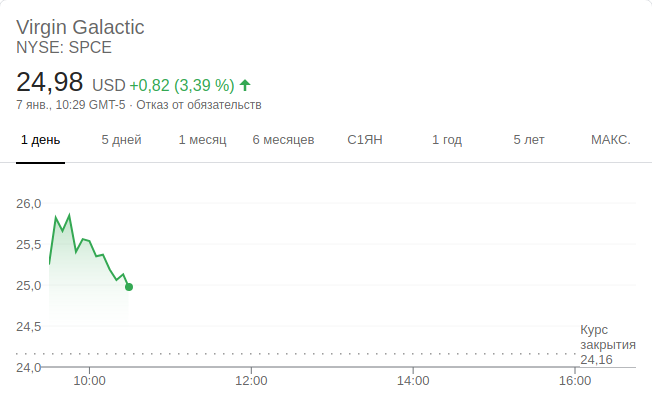 Virgin Galactic
NYSE: SPCE
24,98 USD +0,82 (3,39 %)
7 янв., 10:29 GMT-5 · Отказ от обязательств
1 день 5 дней 1 месяц 6 месяцев С1ЯН 1 год 5 лет МАКС.
26,0
25,5
25,0
24,5
24,0
Курс
закрытия
24,16
10:00 12:00 14:00 16:00